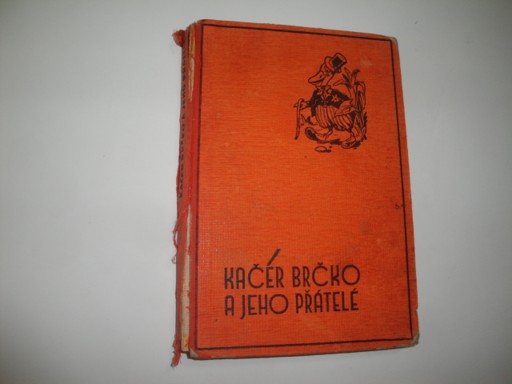 KAČÉR BRČKO
A JEHO PŘÁTELÉ